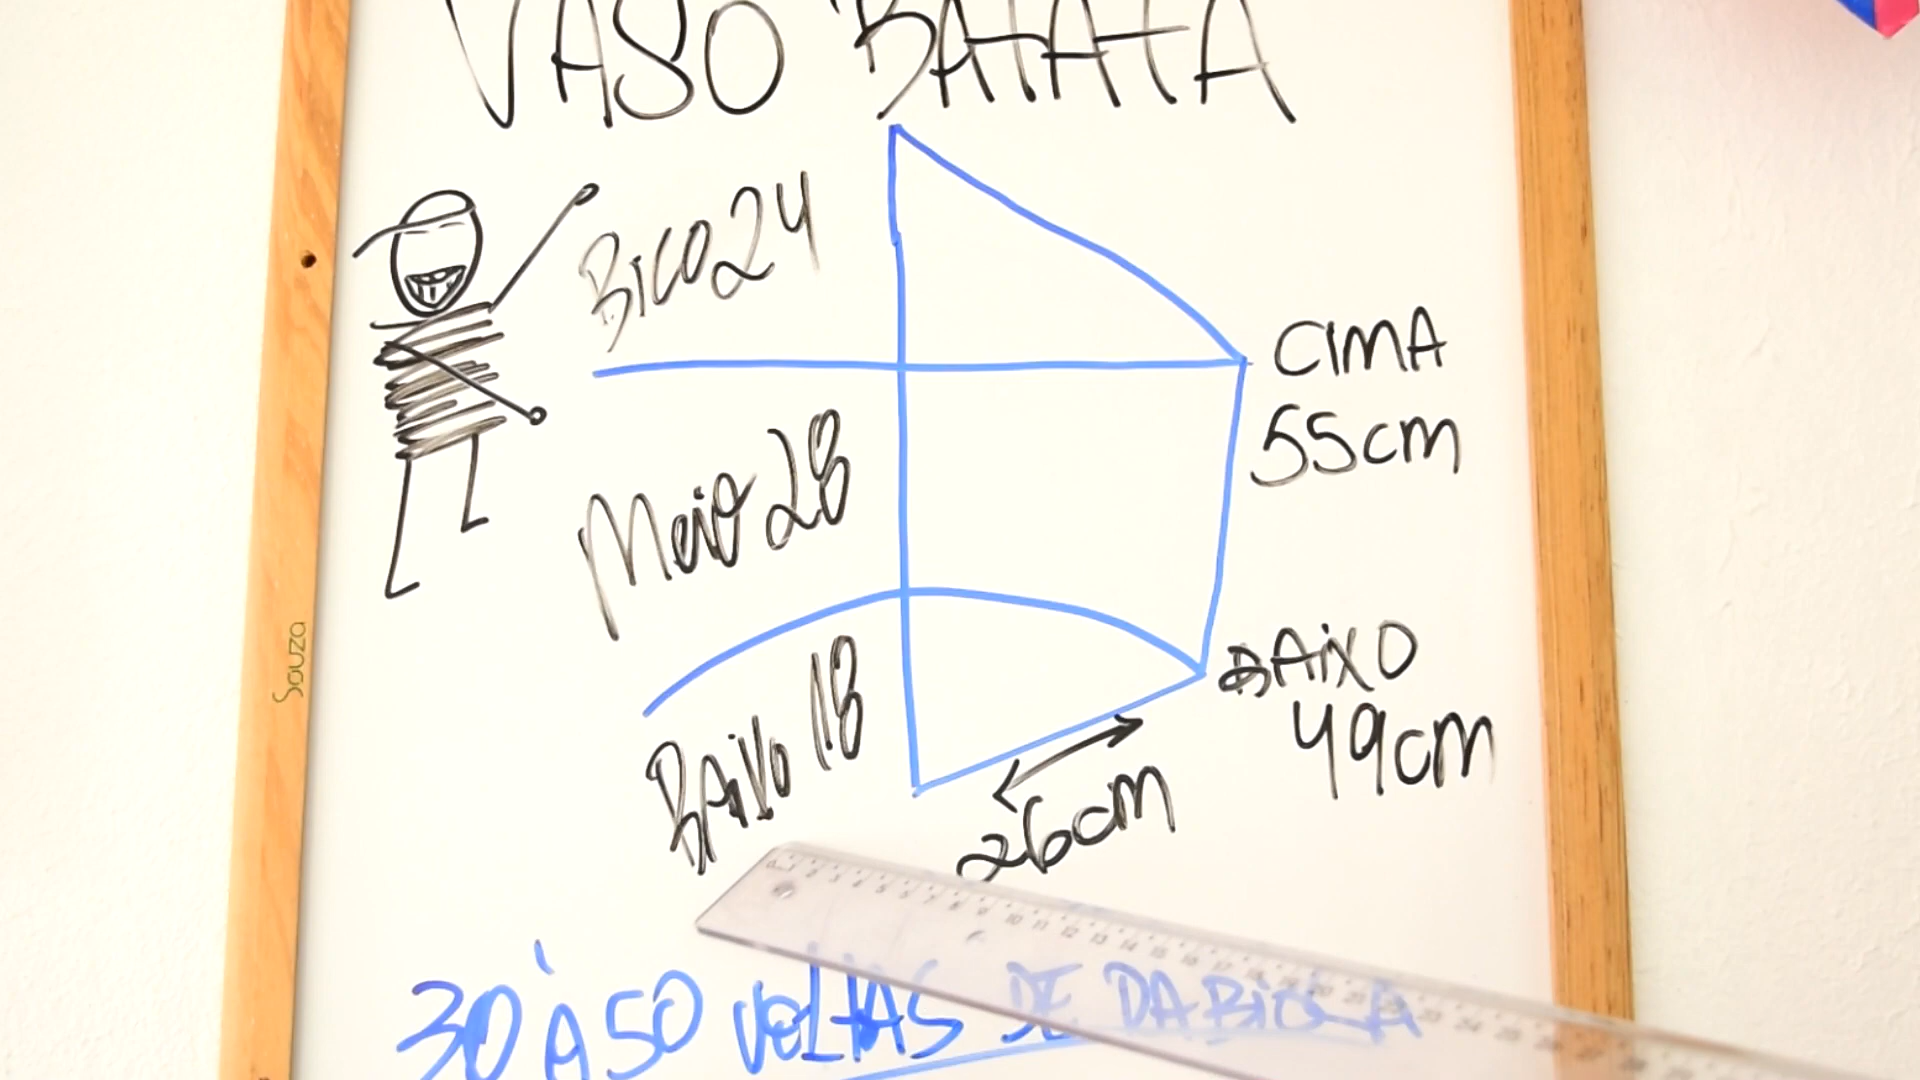 VASO BATATA
Bico 24
CIMA
55cm
Meio 28
BAixO
49cm
BAixo 18
26cm
30 À 50 VOLTAS DE DA BiCA
Souza